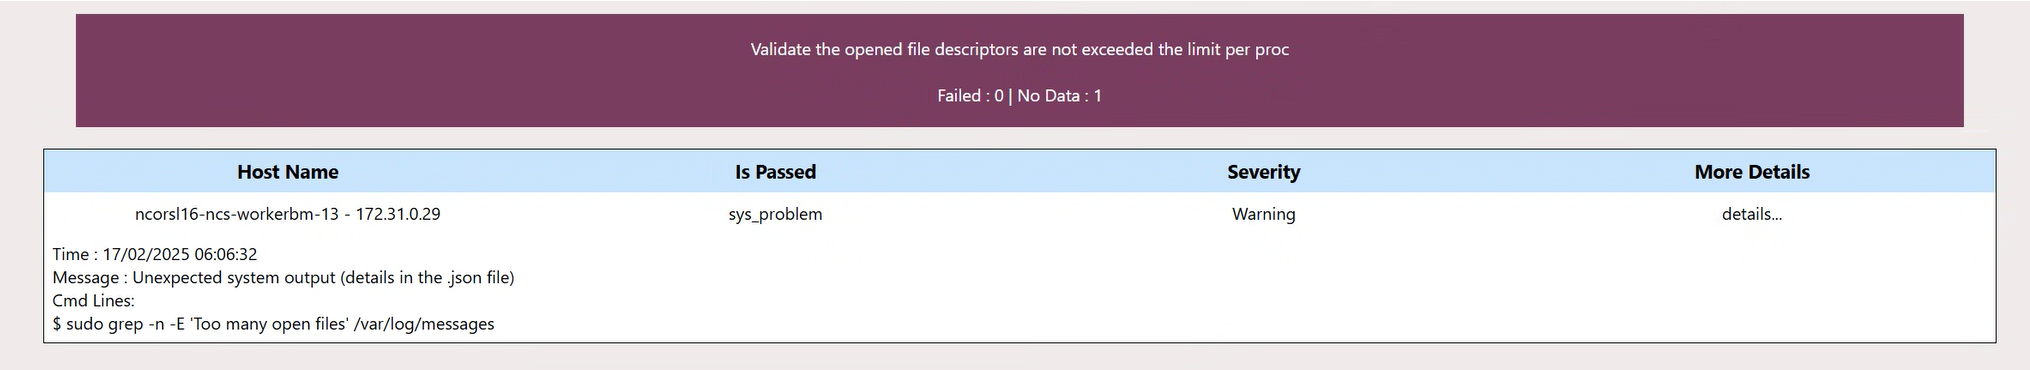 Validate the opened file descriptors are not exceeded the limit per proc
Failed : 0 | No Data : 1
Host Name Is Passed Severity More Details
ncorsl16-ncs-workerbm-13 - 172.31.0.29 sys_problem Warning details...
Time : 17/02/2025 06:06:32
Message : Unexpected system output (details in the .json file)
Cmd Lines:
$ sudo grep -n -E 'Too many open files' /var/log/messages